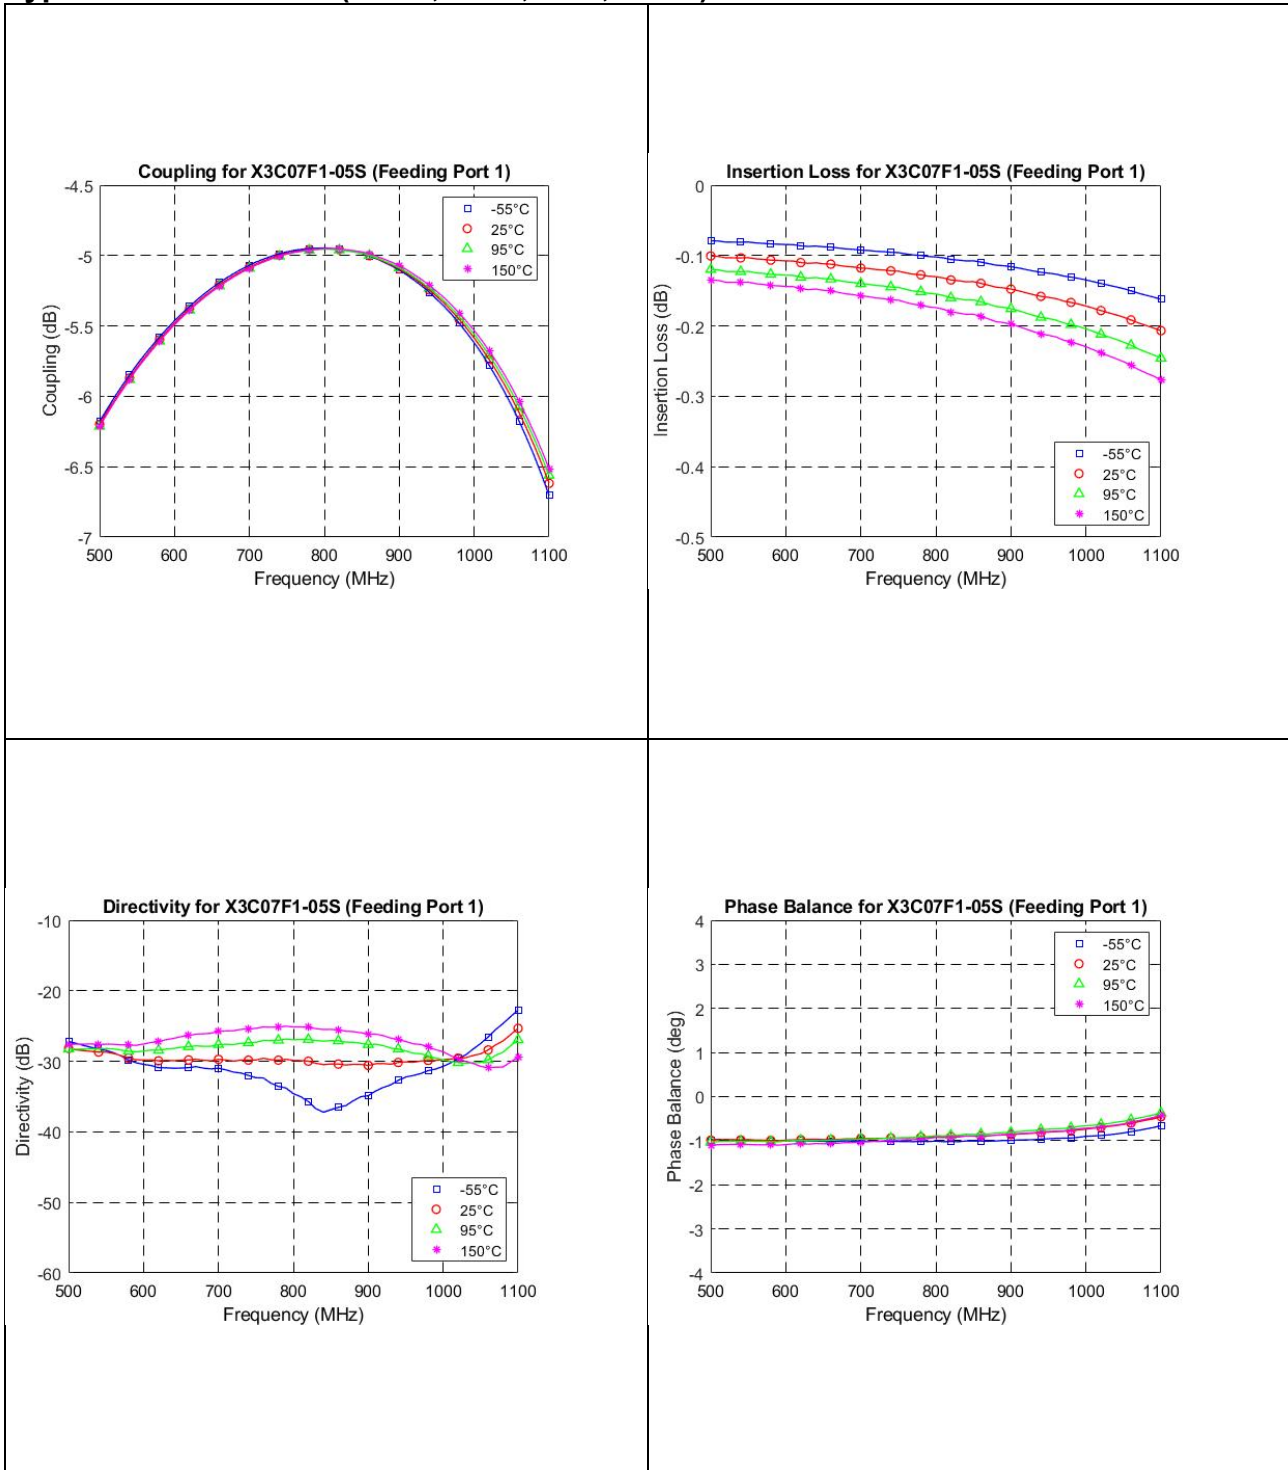 Coupling for X3C07F1-05S (Feeding Port 1)
-4.5
-5
-5.5
-6
-6.5
-7
Coupling (dB)
-55°C
25°C
95°C
150°C
500 600 700 800 900 1000 1100
Frequency (MHz)
Insertion Loss for X3C07F1-05S (Feeding Port 1)
0
-0.1
-0.2
-0.3
-0.4
-0.5
Insertion Loss (dB)
-55°C
25°C
95°C
150°C
500 600 700 800 900 1000 1100
Frequency (MHz)
Directivity for X3C07F1-05S (Feeding Port 1)
-10
-20
-30
-40
-50
-60
Directivity (dB)
-55°C
25°C
95°C
150°C
500 600 700 800 900 1000 1100
Frequency (MHz)
Phase Balance for X3C07F1-05S (Feeding Port 1)
4
3
2
1
0
-1
-2
-3
-4
Phase Balance (deg)
-55°C
25°C
95°C
150°C
500 600 700 800 900 1000 1100
Frequency (MHz)